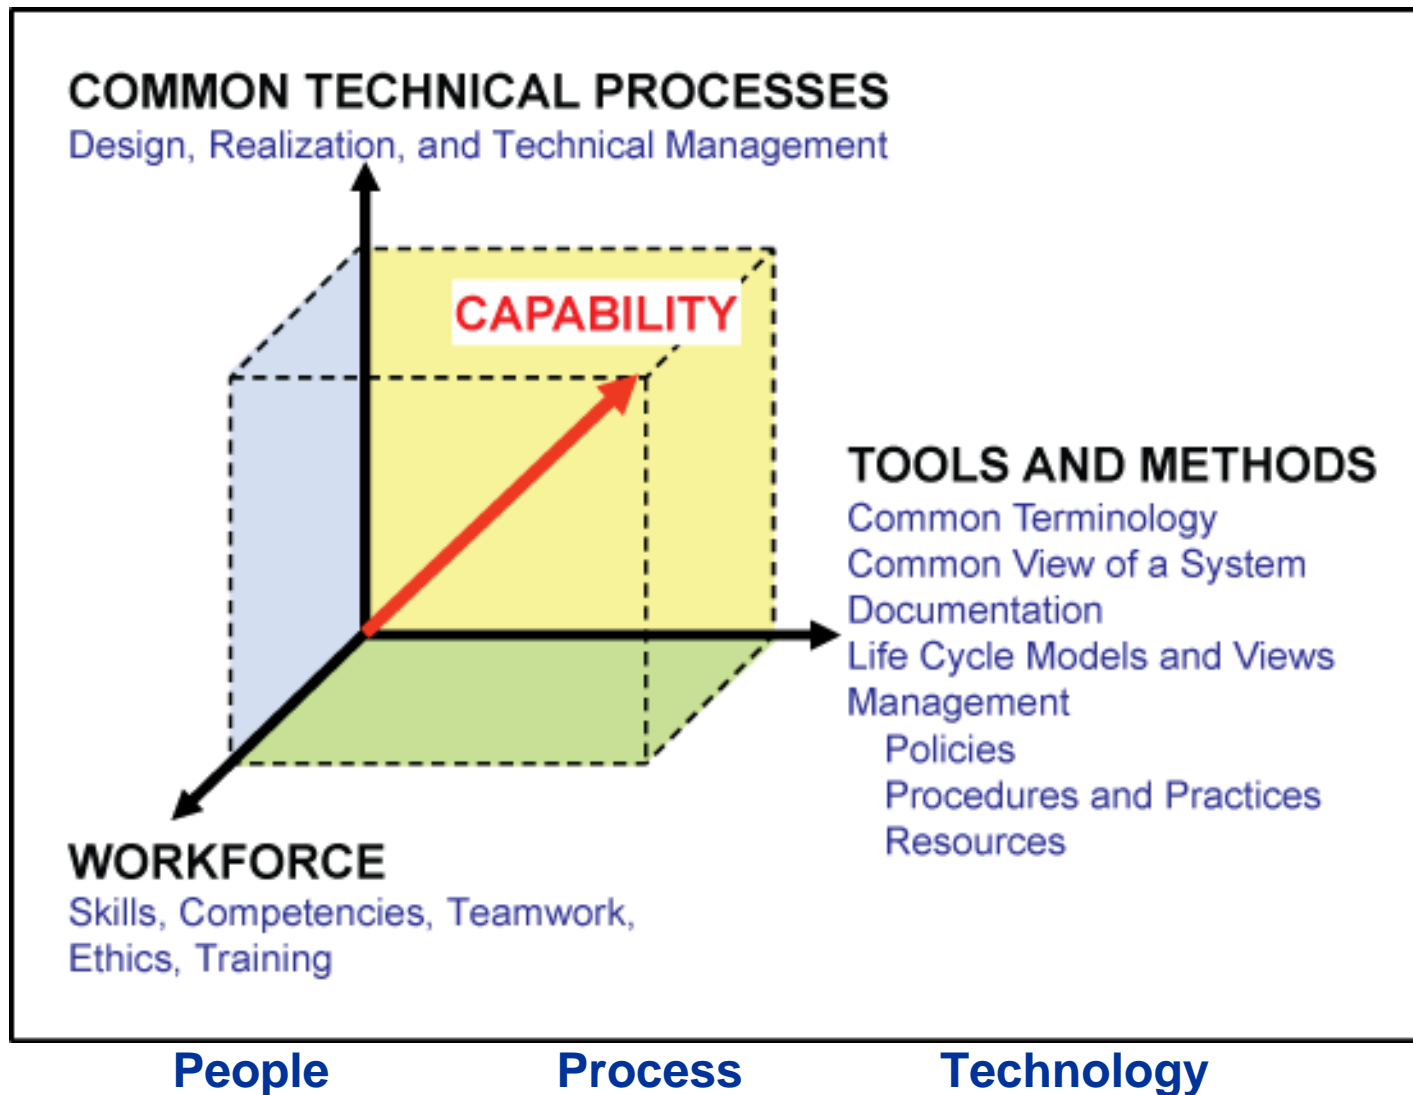 COMMON TECHNICAL PROCESSES
Design, Realization, and Technical Management
CAPABILITY
TOOLS AND METHODS
Common Terminology
Common View of a System
Documentation
Life Cycle Models and Views
Management
Policies
Procedures and Practices
Resources
WORKFORCE
Skills, Competencies, Teamwork,
Ethics, Training
People Process Technology